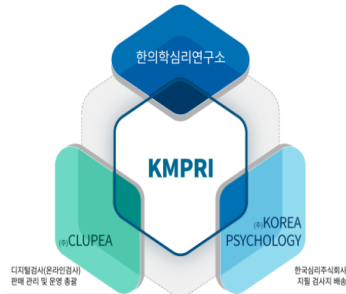 한의학심리연구소
KMPRI
㈜CLUPEA
㈜KOREA
PSYCHOLOGY
디지털검사(온라인검사)
판매 관리 및 운영 총괄
한국심리주식회사
지필 검사지 배송